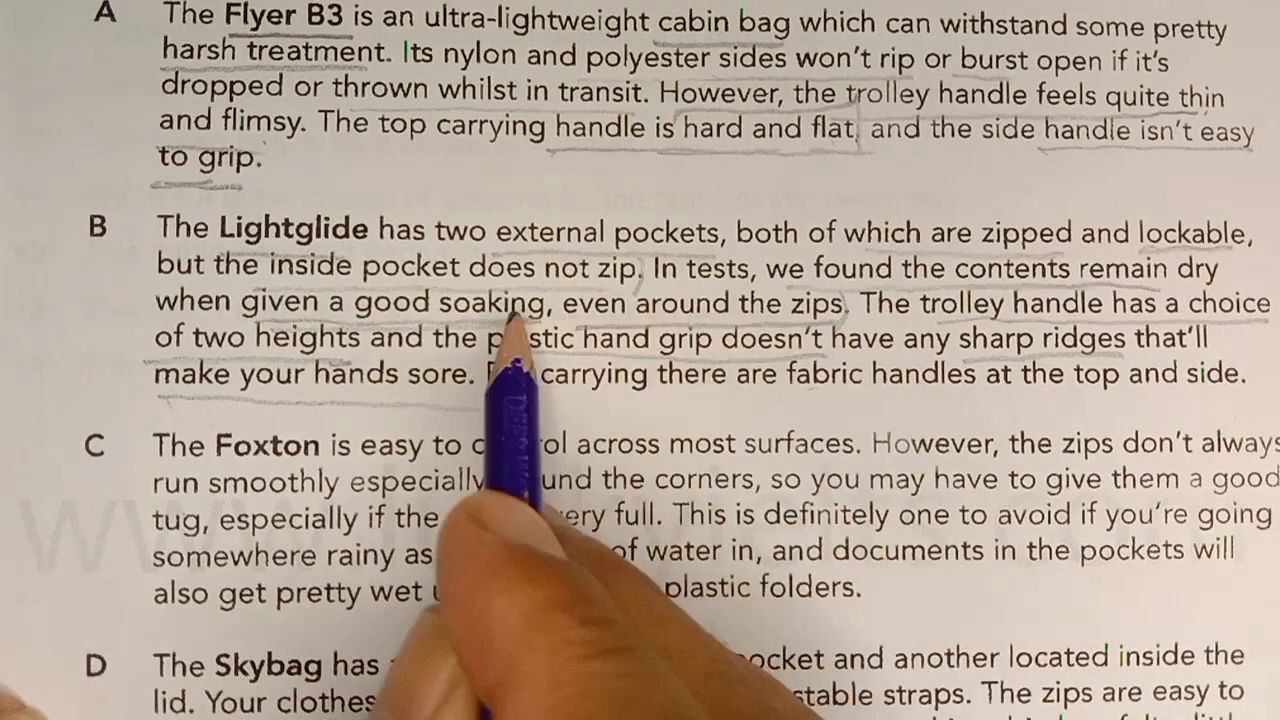 A The Flyer B3 is an ultra-lightweight cabin bag which can withstand some pretty
harsh treatment. Its nylon and polyester sides won't rip or burst open if it's
dropped or thrown whilst in transit. However, the trolley handle feels quite thin
and flimsy. The top carrying handle is hard and flat, and the side handle isn't easy
to grip.
B The Lightglide has two external pockets, both of which are zipped and lockable,
but the inside pocket does not zip. In tests, we found the contents remain dry
when given a good soaking, even around the zips. The trolley handle has a choice
of two heights and the hand grip doesn't have any sharp ridges that'll
make your hands sore. carrying there are fabric handles at the top and side.
C The Foxton is easy to across most surfaces. However, the zips don't always
run smoothly especially the corners, so you may have to give them a good
tug, especially if the full. This is definitely one to avoid if you're going
somewhere rainy as of water in, and documents in the pockets will
also get pretty wet plastic folders.
D The Skybag has and another located inside the
lid. Your clothes straps. The zips are easy to